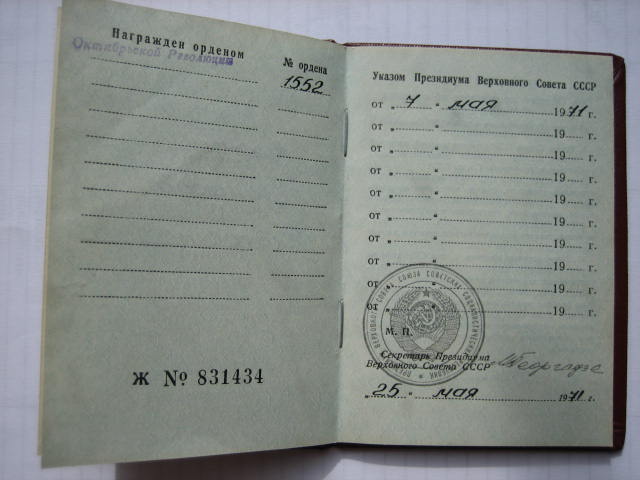 Награжден орденом
Октябрьской Революции
№ ордена
1552
Ж № 831434
Указом Президиума Верховного Совета СССР
от „ 7 “ мая 1971 г.
от „ “ 19 г.
от „ “ 19 г.
от „ “ 19 г.
от „ “ 19 г.
от „ “ 19 г.
от „ “ 19 г.
от „ “ 19 г.
от „ “ 19 г.
от „ “ 19 г.
М. П.
Секретарь Президиума
Верховного Совета СССР
МГеоргадзе
„ 25 “ мая 1971 г.